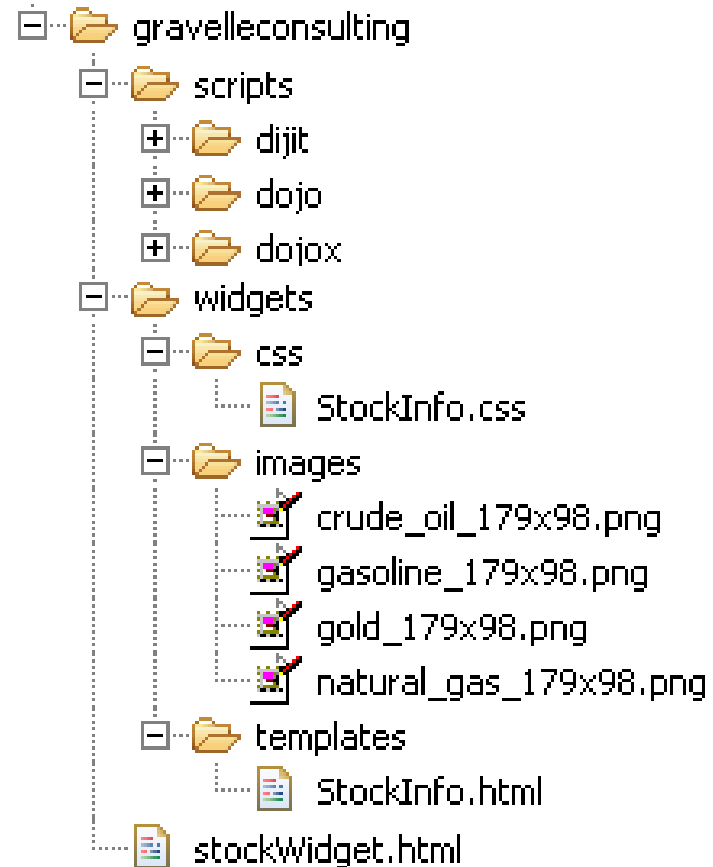 gravelleconsulting
scripts
dijit
dojo
dojox
widgets
css
StockInfo.css
images
crude_oil_179x98.png
gasoline_179x98.png
gold_179x98.png
natural_gas_179x98.png
templates
StockInfo.html
stockWidget.html